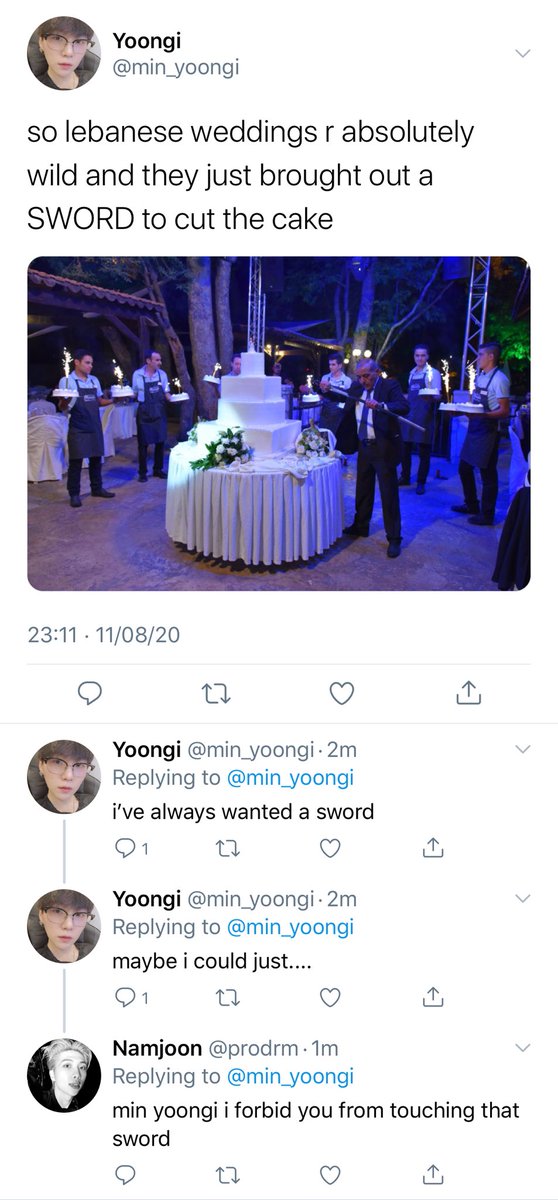 Yoongi
@min_yoongi
so lebanese weddings r absolutely
wild and they just brought out a
SWORD to cut the cake
23:11 · 11/08/20
Yoongi @min_yoongi · 2m
Replying to @min_yoongi
i’ve always wanted a sword
1
Yoongi @min_yoongi · 2m
Replying to @min_yoongi
maybe i could just....
1
Namjoon @prodrm · 1m
Replying to @min_yoongi
min yoongi i forbid you from touching that
sword